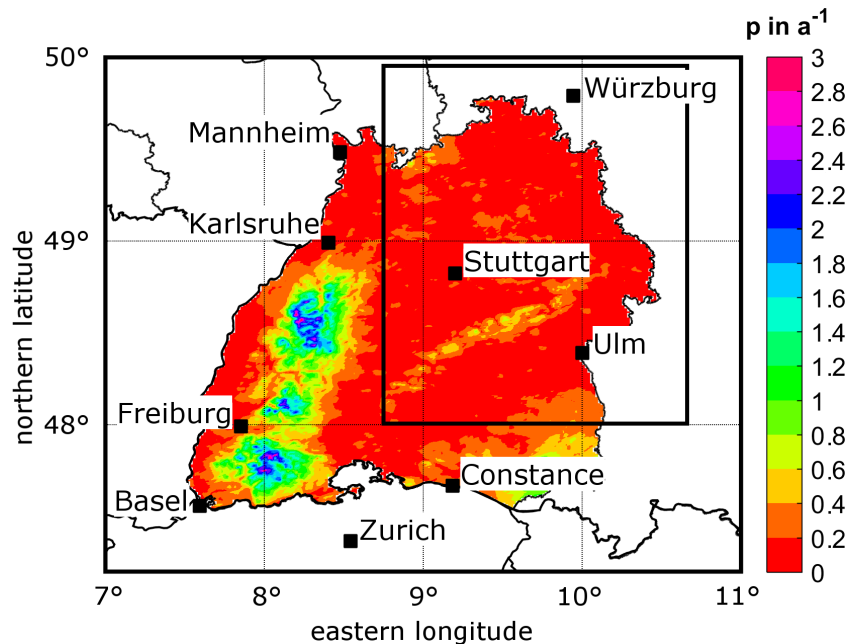 p in a⁻¹
50°
49°
48°
northern latitude
Würzburg
Mannheim
Karlsruhe
Stuttgart
Ulm
Freiburg
Constance
Basel
Zurich
7°
8°
9°
10°
11°
eastern longitude
3
2.8
2.6
2.4
2.2
2
1.8
1.6
1.4
1.2
1
0.8
0.6
0.4
0.2
0